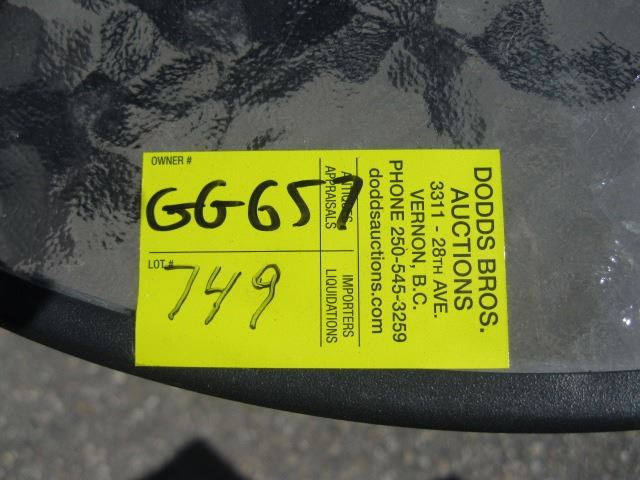 OWNER #
GG657
LOT #
749
ANTIQUES
APPRAISALS
IMPORTERS
LIQUIDATIONS
DODDS BROS.
AUCTIONS
3311 - 28TH AVE.
VERNON, B.C.
PHONE 250-545-3259
doddsauctions.com